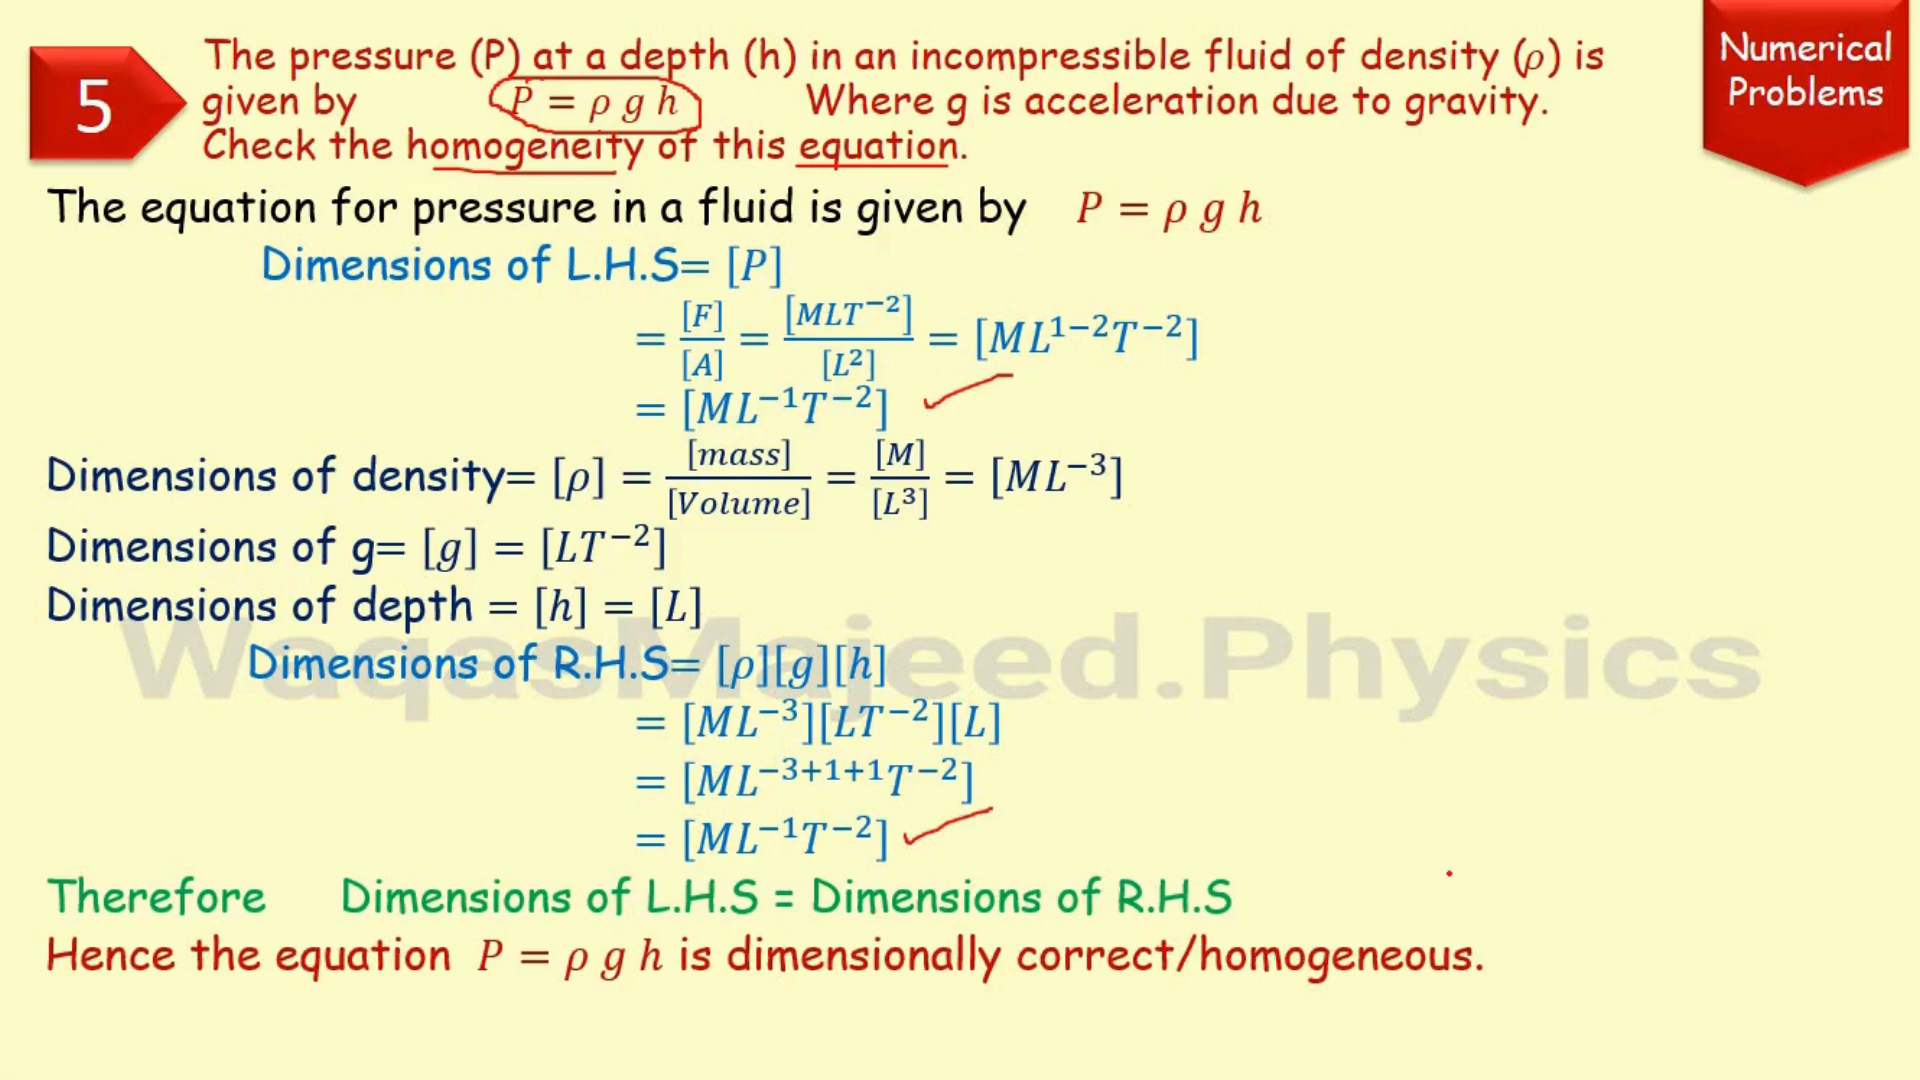 Numerical
Problems
5
The pressure (P) at a depth (h) in an incompressible fluid of density (ρ) is
given by P = ρ g h Where g is acceleration due to gravity.
Check the homogeneity of this equation.
The equation for pressure in a fluid is given by P = ρ g h
Dimensions of L.H.S= [P]
= [F]/[A] = [MLT⁻²]/[L²] = [ML¹⁻²T⁻²]
= [ML⁻¹T⁻²]
Dimensions of density= [ρ] = [mass]/[Volume] = [M]/[L³] = [ML⁻³]
Dimensions of g= [g] = [LT⁻²]
Dimensions of depth = [h] = [L]
WaqasMajeed.Physics
Dimensions of R.H.S= [ρ][g][h]
= [ML⁻³][LT⁻²][L]
= [ML⁻³⁺¹⁺¹T⁻²]
= [ML⁻¹T⁻²]
Therefore Dimensions of L.H.S = Dimensions of R.H.S
Hence the equation P = ρ g h is dimensionally correct/homogeneous.